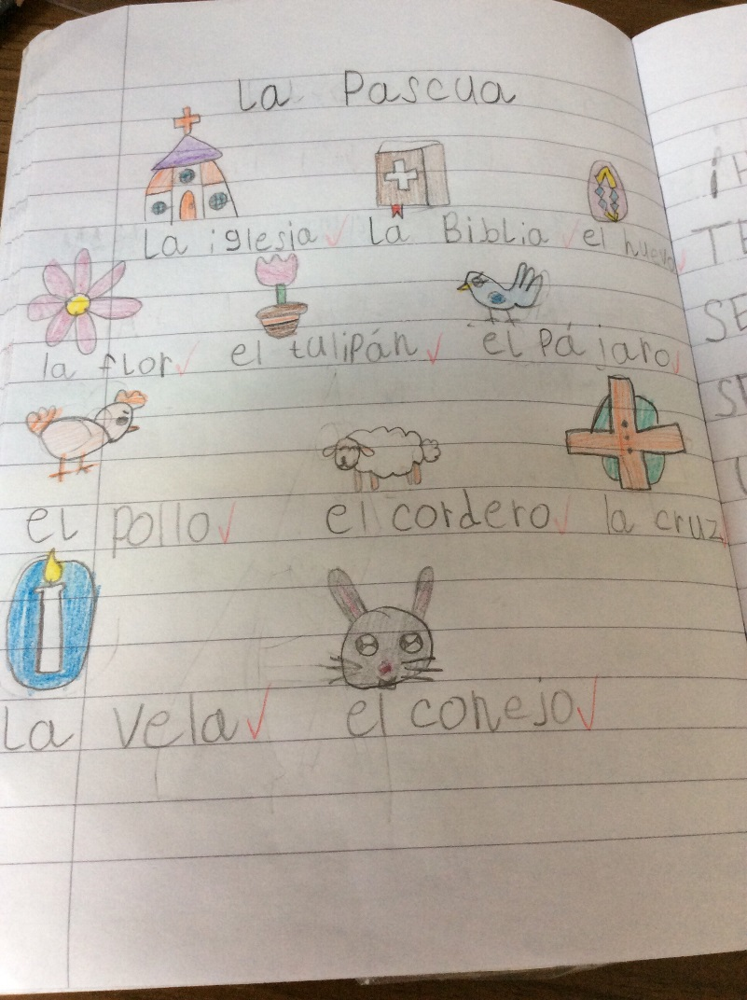 La Pascua
La iglesia La Biblia el huevo
la flor el tulipán el pájaro
el pollo el cordero la cruz
La vela el conejo